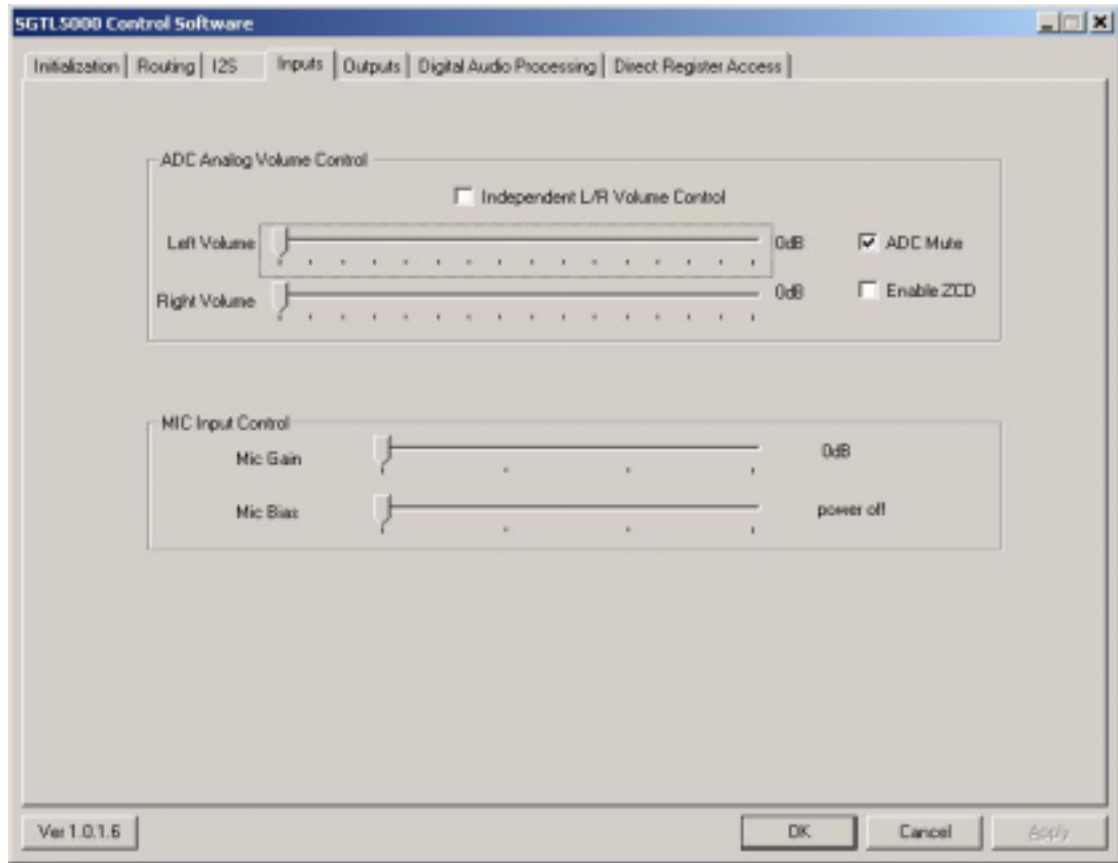 SGTL5000 Control Software
Initialization Routing I2S Inputs Outputs Digital Audio Processing Direct Register Access
ADC Analog Volume Control
Independent L/R Volume Control
Left Volume 0dB ADC Mute
Right Volume 0dB Enable ZCD
MIC Input Control
Mic Gain 0dB
Mic Bias power off
Ver 1.0.1.6 OK Cancel Apply